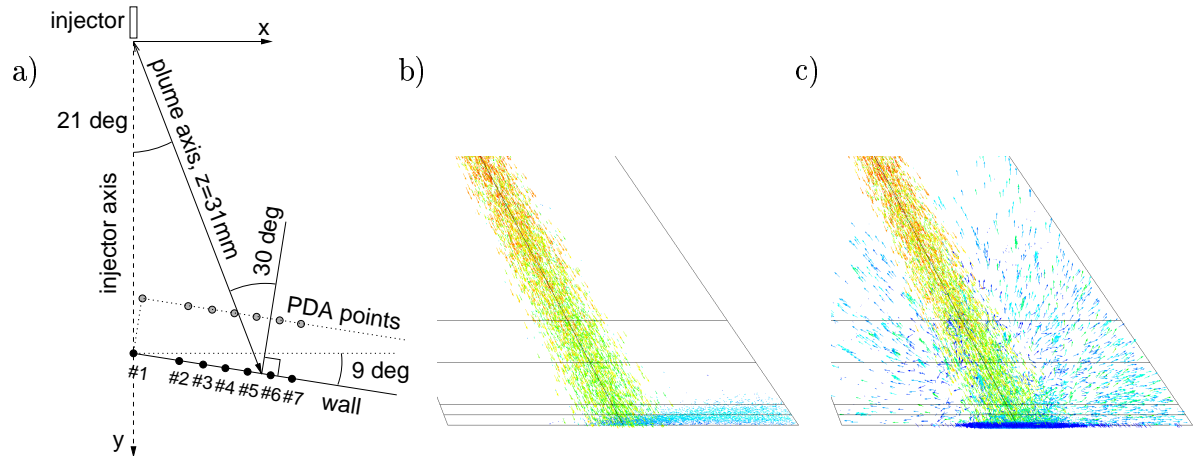 injector
x
a)
b)
c)
plume axis, z=31mm
21 deg
injector axis
30 deg
PDA points
9 deg
#1
#2
#3
#4
#5
#6
#7
wall
y